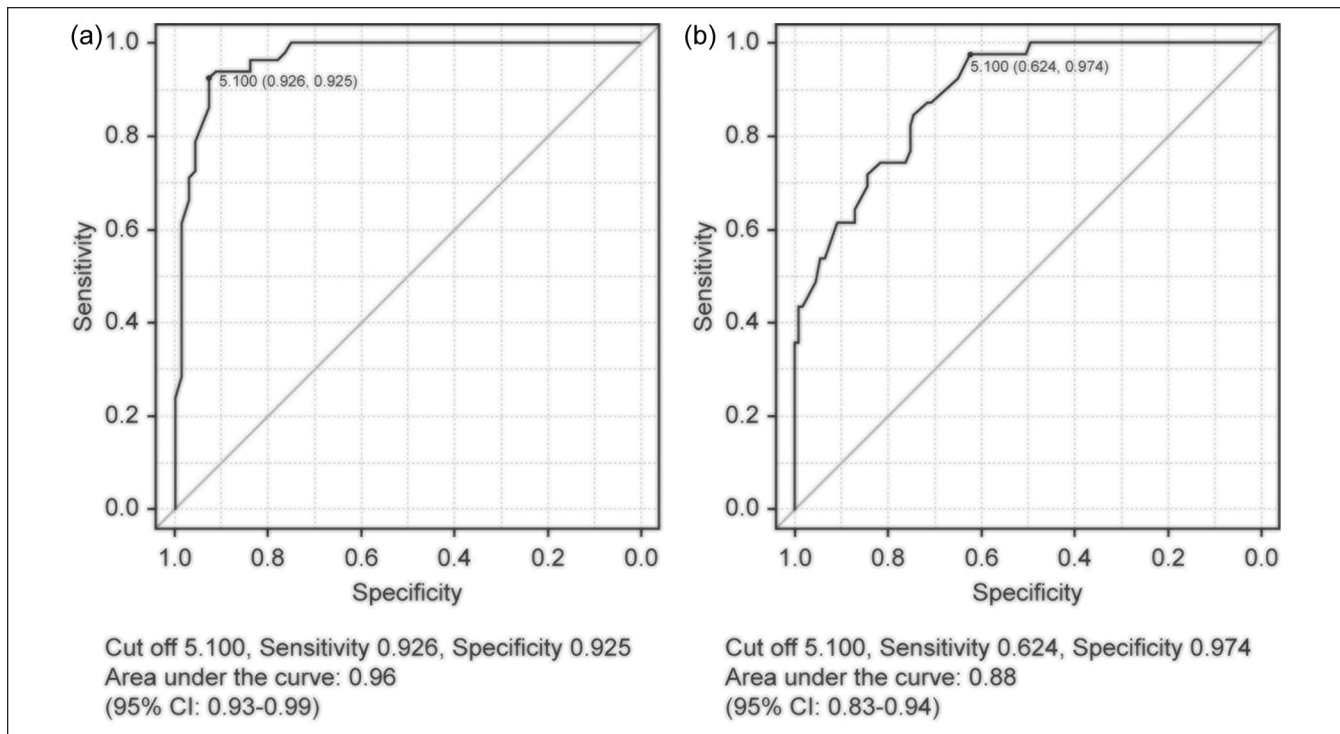 (a)
1.0
0.8
0.6
0.4
0.2
0.0
Sensitivity
5.100 (0.926, 0.925)
1.0 0.8 0.6 0.4 0.2 0.0
Specificity
Cut off 5.100, Sensitivity 0.926, Specificity 0.925
Area under the curve: 0.96
(95% CI: 0.93-0.99)
(b)
1.0
0.8
0.6
0.4
0.2
0.0
Sensitivity
5.100 (0.624, 0.974)
1.0 0.8 0.6 0.4 0.2 0.0
Specificity
Cut off 5.100, Sensitivity 0.624, Specificity 0.974
Area under the curve: 0.88
(95% CI: 0.83-0.94)